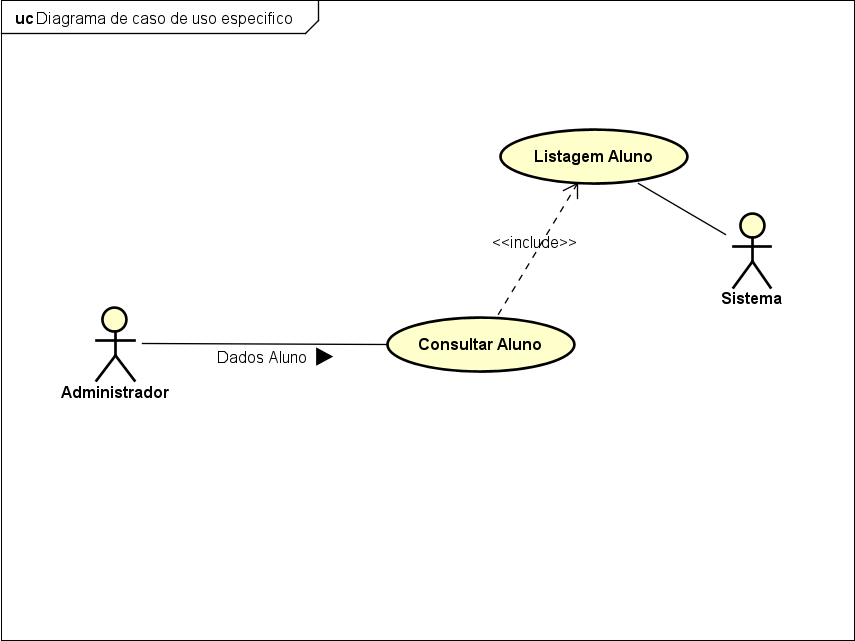 uc Diagrama de caso de uso especifico
Listagem Aluno
<<include>>
Sistema
Consultar Aluno
Dados Aluno
Administrador